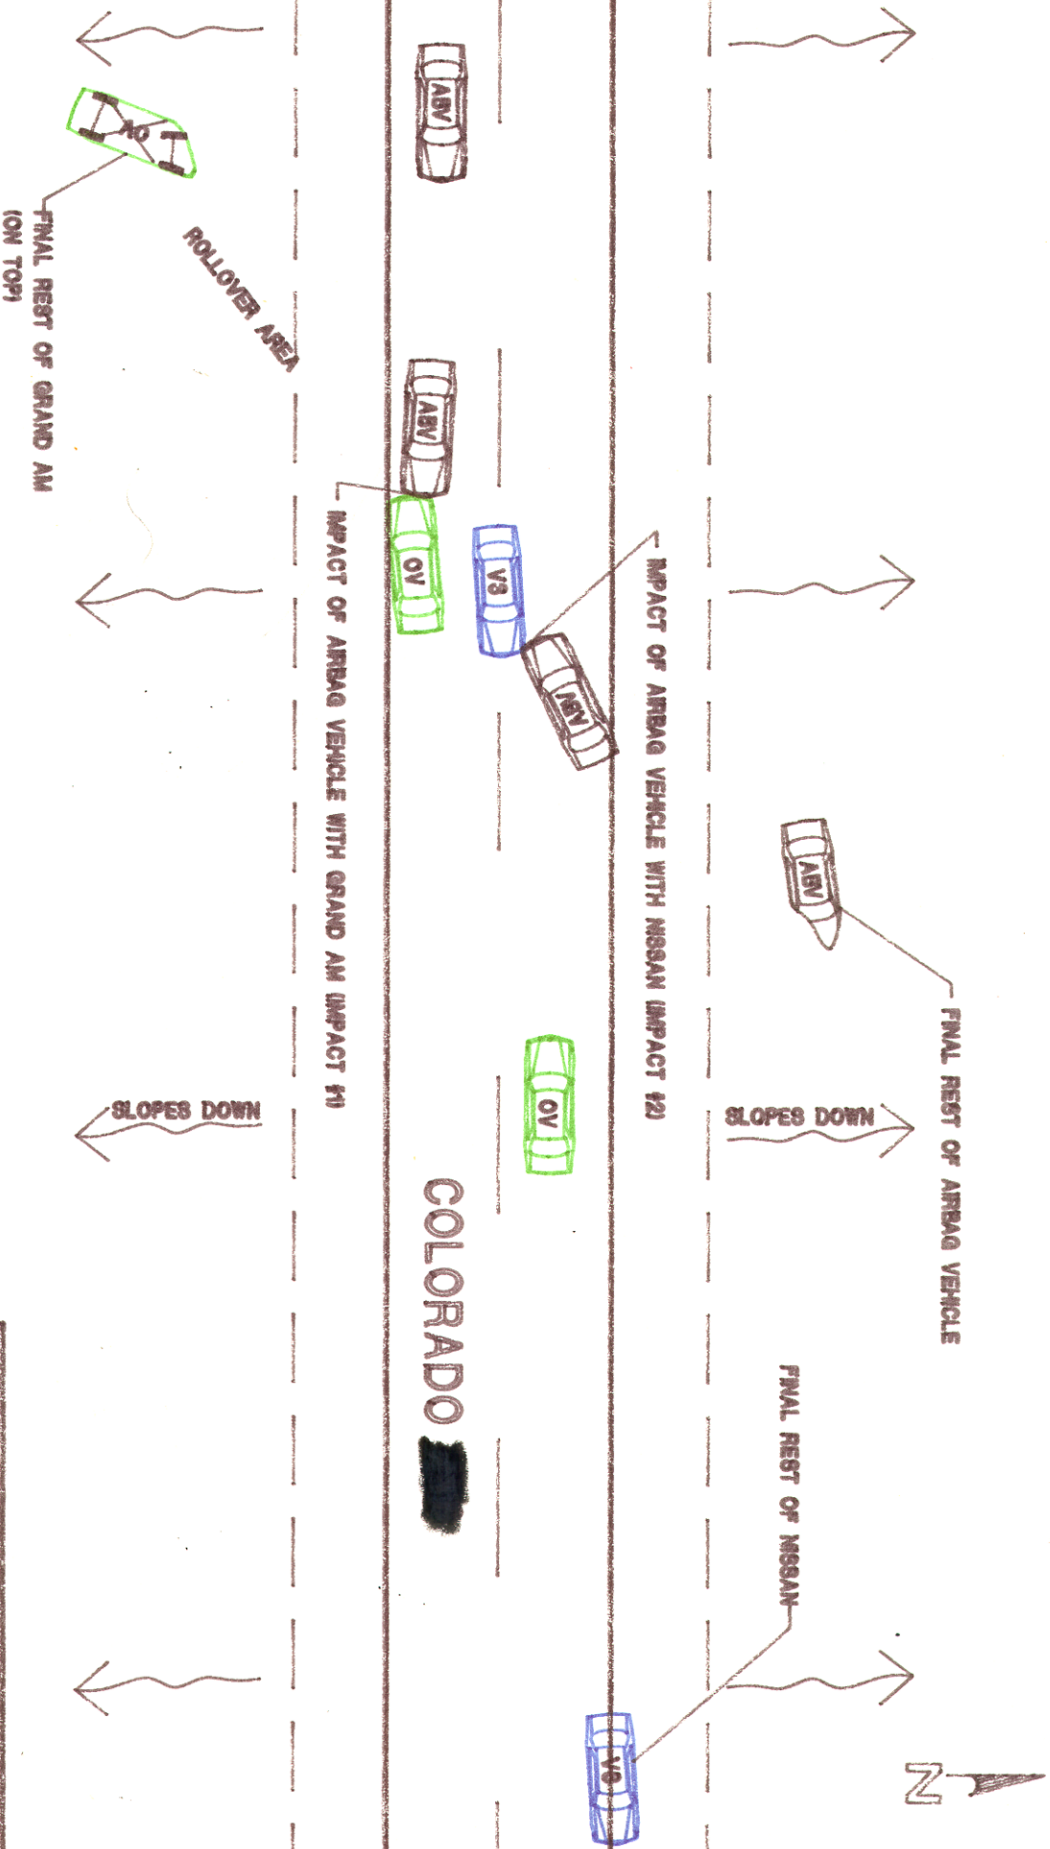 ABV
OV
FINAL REST OF GRAND AM
(ON TOP)
ROLLOVER AREA
ABV
OV
V3
IMPACT OF AIRBAG VEHICLE WITH GRAND AM (IMPACT #1)
ABV
IMPACT OF AIRBAG VEHICLE WITH NISSAN (IMPACT #2)
ABV
FINAL REST OF AIRBAG VEHICLE
SLOPES DOWN
SLOPES DOWN
OV
COLORADO
FINAL REST OF NISSAN
V3
N